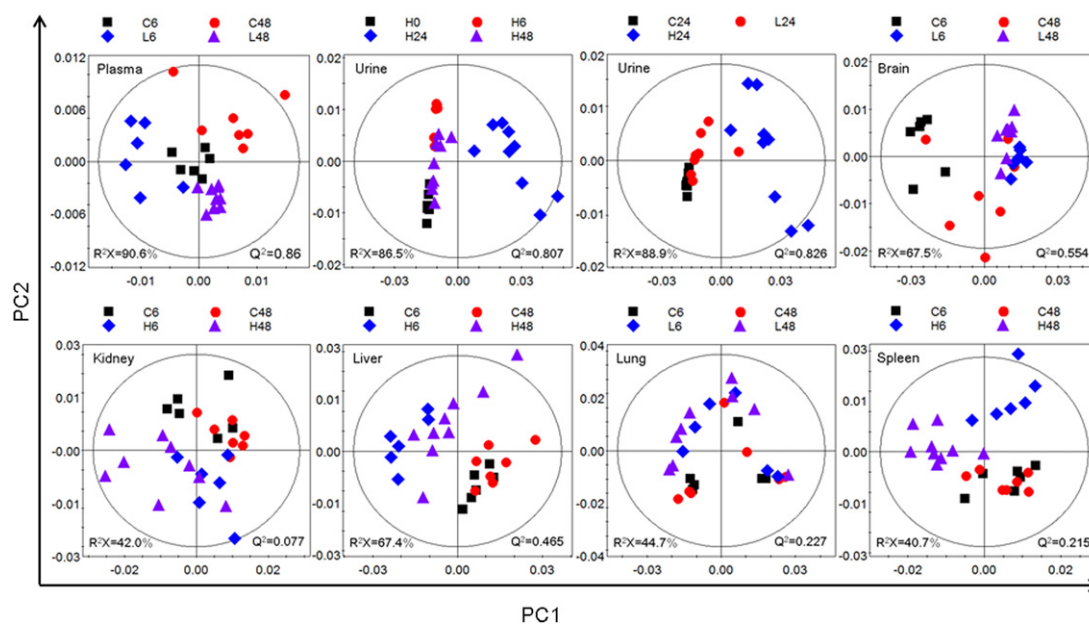 C6 C48
L6 L48
H0 H6
H24 H48
C24 L24
H24
C6 C48
L6 L48
0.012
0.006
0.000
-0.006
-0.012
Plasma
R²X=90.6% Q²=0.86
-0.01 0.00 0.01
0.02
0.01
0.00
-0.01
-0.02
Urine
R²X=86.5% Q²=0.807
-0.03 0.00 0.03
0.02
0.01
0.00
-0.01
-0.02
Urine
R²X=88.9% Q²=0.826
-0.03 0.00 0.03
0.02
0.01
0.00
-0.01
-0.02
Brain
R²X=67.5% Q²=0.554
-0.03 0.00 0.03
PC2
C6 C48
H6 H48
C6 C48
H6 H48
C6 C48
L6 L48
C6 C48
H6 H48
0.03
0.01
-0.00
-0.01
-0.03
Kidney
R²X=42.0% Q²=0.077
-0.02 0.00 0.02
0.03
0.01
-0.00
-0.01
-0.03
Liver
R²X=67.4% Q²=0.465
-0.03 0.00 0.03
0.04
0.02
0.00
-0.02
-0.04
Lung
R²X=44.7% Q²=0.227
-0.03 0.00 0.03
0.03
0.01
-0.00
-0.01
-0.03
Spleen
R²X=40.7% Q²=0.215
-0.02 0.00 0.02
PC1